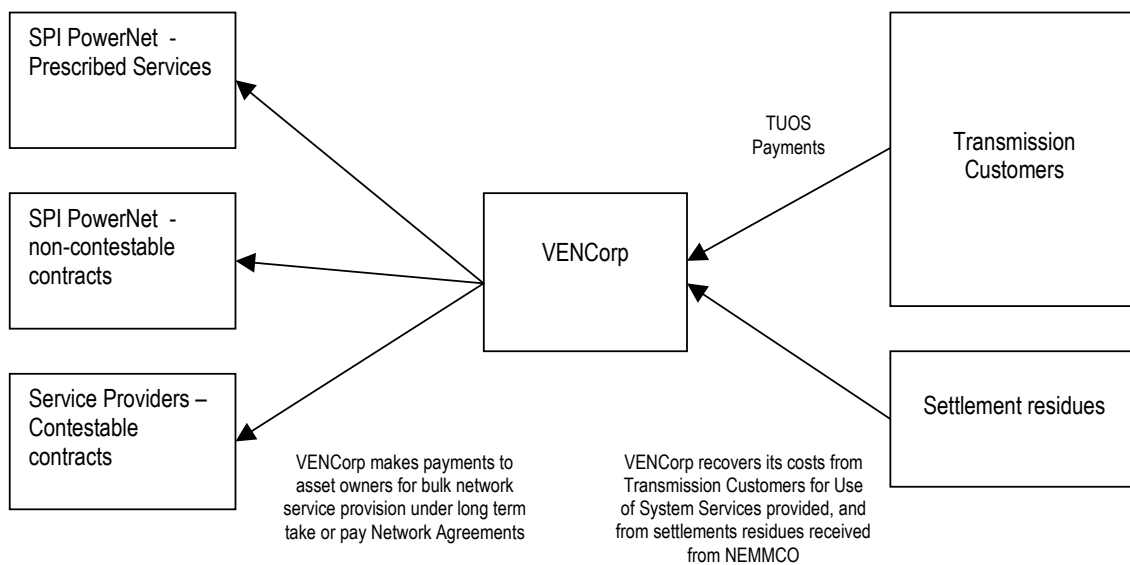 SPI PowerNet -
Prescribed Services
SPI PowerNet -
non-contestable
contracts
Service Providers –
Contestable
contracts
VENCorp
TUOS
Payments
Transmission
Customers
Settlement residues
VENCorp makes payments to
asset owners for bulk network
service provision under long term
take or pay Network Agreements
VENCorp recovers its costs from
Transmission Customers for Use
of System Services provided, and
from settlements residues received
from NEMMCO